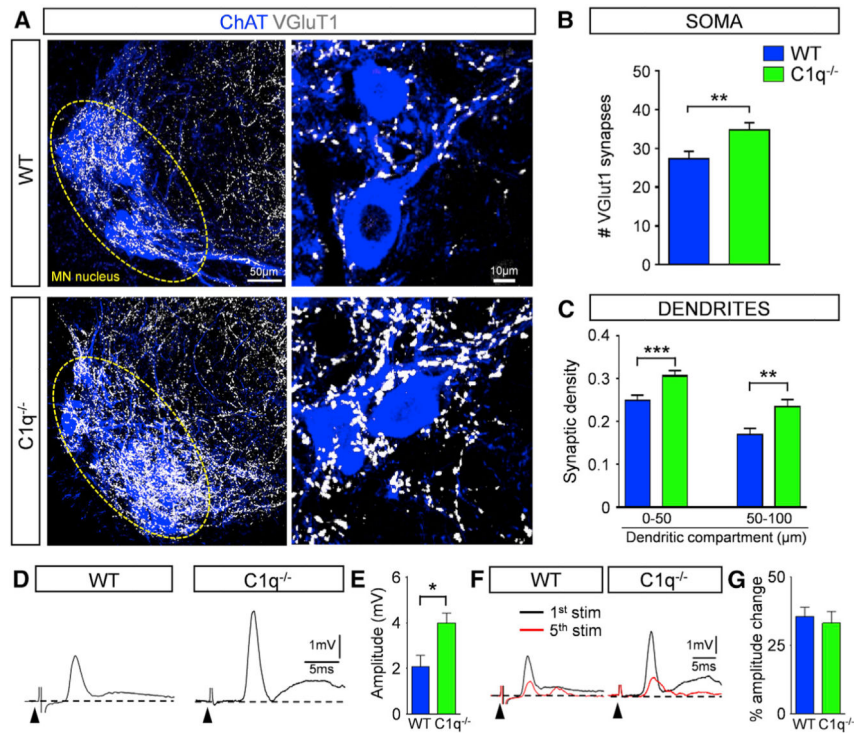 A
ChAT VGluT1
WT
MN nucleus
50µm
10µm
C1q-/-
B
SOMA
WT
C1q-/-
# VGlut1 synapses
50
40
30
20
10
0
**
C
DENDRITES
Synaptic density
0.4
0.3
0.2
0.1
0
***
**
0-50
50-100
Dendritic compartment (µm)
D
WT
C1q-/-
1mV
5ms
E
Amplitude (mV)
6
4
2
0
*
WT C1q-/-
F
WT
C1q-/-
1st stim
5th stim
1mV
5ms
G
% amplitude change
50
25
0
WT C1q-/-